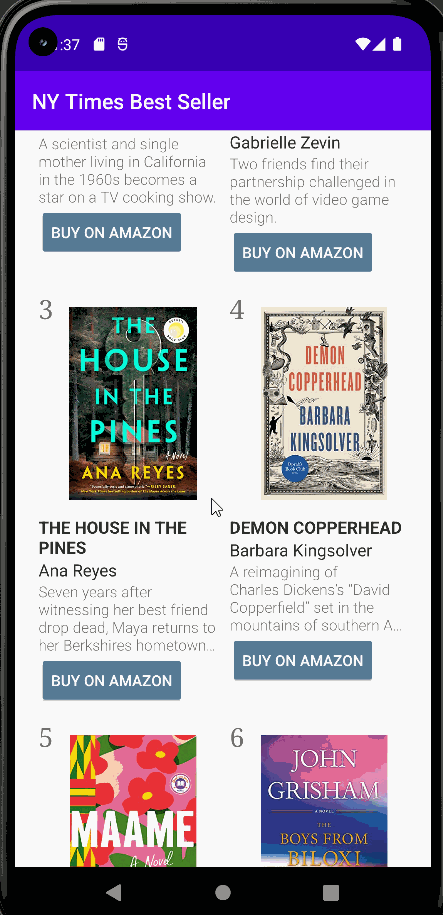 :37
NY Times Best Seller
A scientist and single
mother living in California
in the 1960s becomes a
star on a TV cooking show.
BUY ON AMAZON
Gabrielle Zevin
Two friends find their
partnership challenged in
the world of video game
design.
BUY ON AMAZON
3
THE
HOUSE
IN THE
PINES
A Novel
ANA REYES
THE HOUSE IN THE
PINES
Ana Reyes
Seven years after
witnessing her best friend
drop dead, Maya returns to
her Berkshires hometown…
BUY ON AMAZON
4
DEMON
COPPERHEAD
BARBARA
KINGSOLVER
Oprah's
Book Club
DEMON COPPERHEAD
Barbara Kingsolver
A reimagining of
Charles Dickens's "David
Copperfield" set in the
mountains of southern A…
BUY ON AMAZON
5
MAAME
A Novel
6
JOHN
GRISHAM
A NOVEL
THE
BOYS FROM
BILOXI